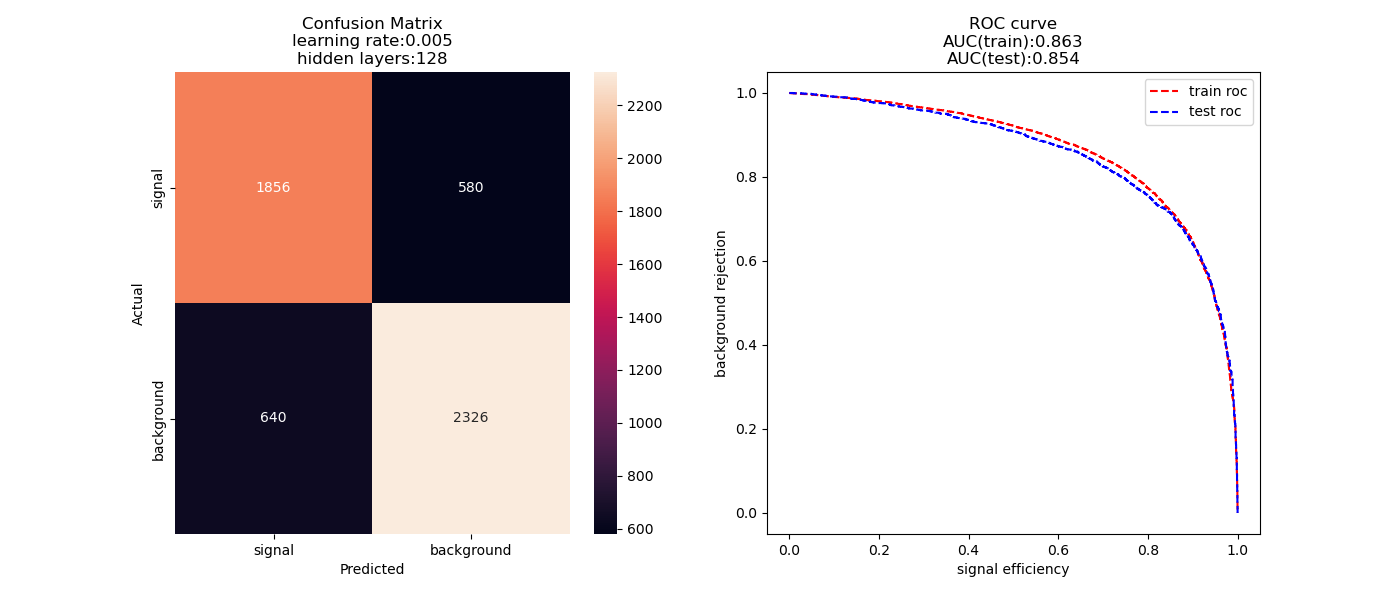 Confusion Matrix
learning rate:0.005
hidden layers:128
signal
background
Actual
1856
580
640
2326
signal
background
Predicted
2200
2000
1800
1600
1400
1200
1000
800
600
ROC curve
AUC(train):0.863
AUC(test):0.854
train roc
test roc
background rejection
1.0
0.8
0.6
0.4
0.2
0.0
0.0 0.2 0.4 0.6 0.8 1.0
signal efficiency